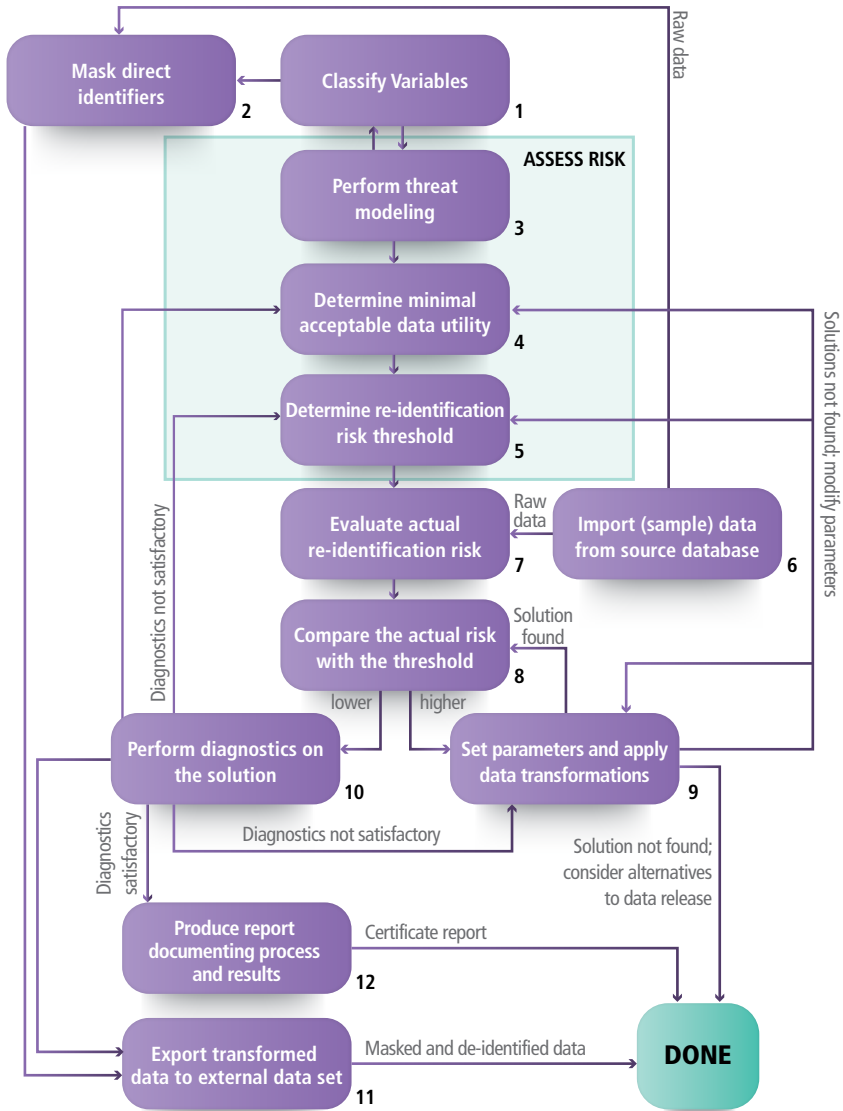 Raw data
Mask direct
identifiers
2
Classify Variables
1
ASSESS RISK
Perform threat
modeling
3
Determine minimal
acceptable data utility
4
Solutions not found; modify parameters
Determine re-identification
risk threshold
5
Diagnostics not satisfactory
Evaluate actual
re-identification risk
7
Raw
data
Import (sample) data
from source database
6
Compare the actual risk
with the threshold
8
Solution
found
lower
higher
Perform diagnostics on
the solution
10
Set parameters and apply
data transformations
9
Diagnostics
satisfactory
Diagnostics not satisfactory
Solution not found;
consider alternatives
to data release
Produce report
documenting process
and results
12
Certificate report
Export transformed
data to external data set
11
Masked and de-identified data
DONE